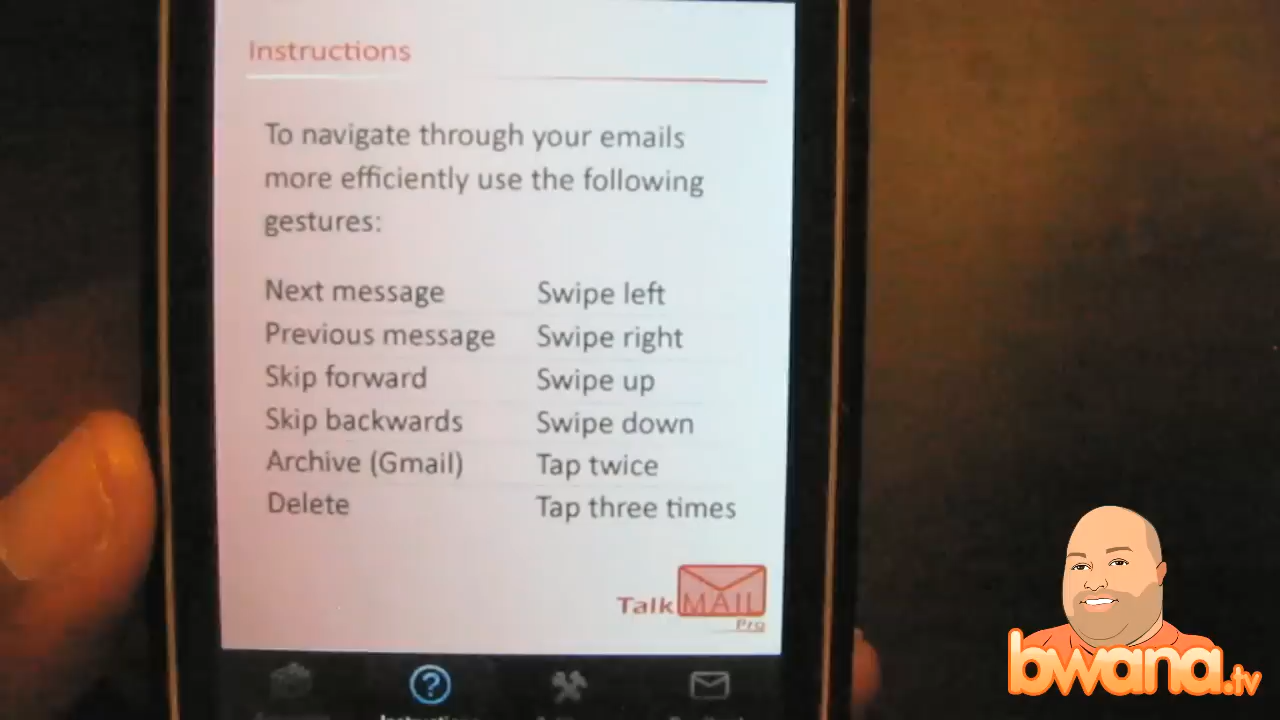 Instructions
To navigate through your emails
more efficiently use the following
gestures:
Next message Swipe left
Previous message Swipe right
Skip forward Swipe up
Skip backwards Swipe down
Archive (Gmail) Tap twice
Delete Tap three times
Talk MAIL
Pro
bwana.tv